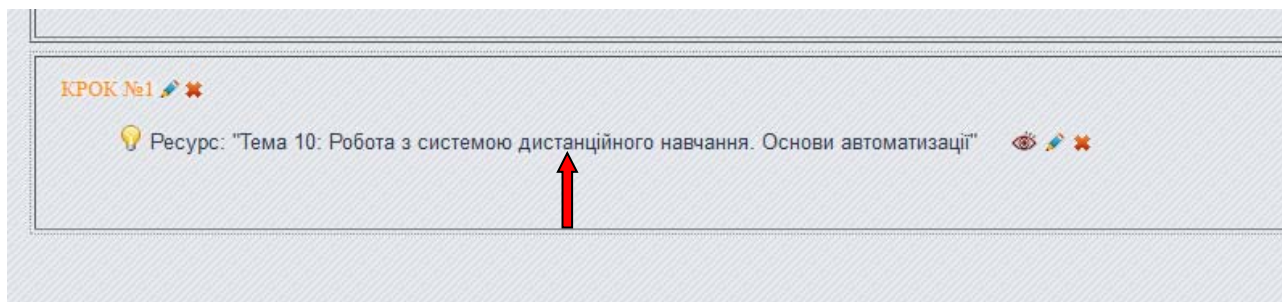 КРОК №1
Ресурс: "Тема 10: Робота з системою дистанційного навчання. Основи автоматизації"